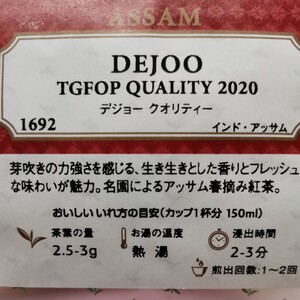 ASSAM
DEJOO
TGFOP QUALITY 2020
デジョー クオリティー
1692
インド・アッサム
芽吹きの力強さを感じる、生き生きとした香りとフレッシュ
な味わいが魅力。名園によるアッサム春摘み紅茶。
おいしいいれ方の目安(カップ1杯分 150ml)
茶葉の量 お湯の温度 浸出時間
2.5-3g 熱湯 2-3分
煎出回数:1〜2回